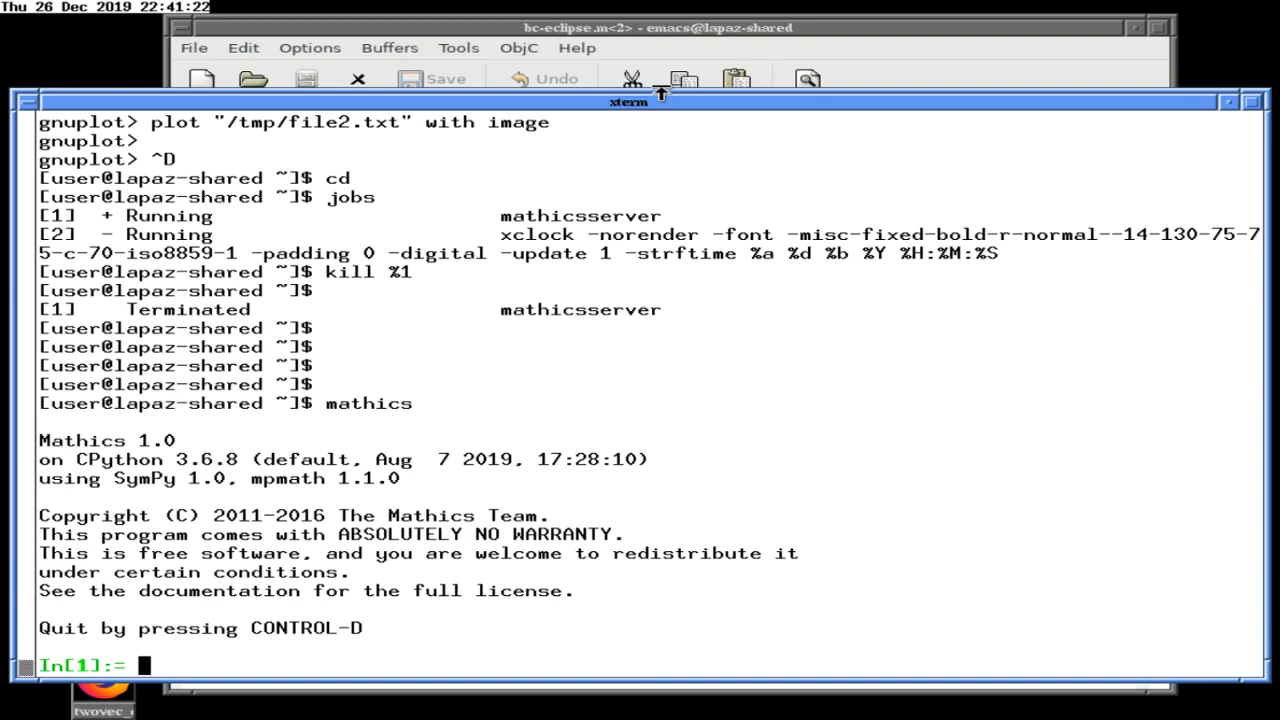 Thu 26 Dec 2019 22:41:22
bc-eclipse.m<2> - emacs@lapaz-shared
File Edit Options Buffers Tools ObjC Help
Save Undo
xterm
gnuplot> plot "/tmp/file2.txt" with image
gnuplot>
gnuplot> ^D
[user@lapaz-shared ~]$ cd
[user@lapaz-shared ~]$ jobs
[1]  + Running                       mathicsserver
[2]  - Running                       xclock -norender -font -misc-fixed-bold-r-normal--14-130-75-7
5-c-70-iso8859-1 -padding 0 -digital -update 1 -strftime %a %d %b %Y %H:%M:%S
[user@lapaz-shared ~]$ kill %1
[user@lapaz-shared ~]$
[1]    Terminated                    mathicsserver
[user@lapaz-shared ~]$
[user@lapaz-shared ~]$
[user@lapaz-shared ~]$
[user@lapaz-shared ~]$
[user@lapaz-shared ~]$ mathics
Mathics 1.0
on CPython 3.6.8 (default, Aug  7 2019, 17:28:10)
using SymPy 1.0, mpmath 1.1.0
Copyright (C) 2011-2016 The Mathics Team.
This program comes with ABSOLUTELY NO WARRANTY.
This is free software, and you are welcome to redistribute it
under certain conditions.
See the documentation for the full license.
Quit by pressing CONTROL-D
In[1]:=
twovec_